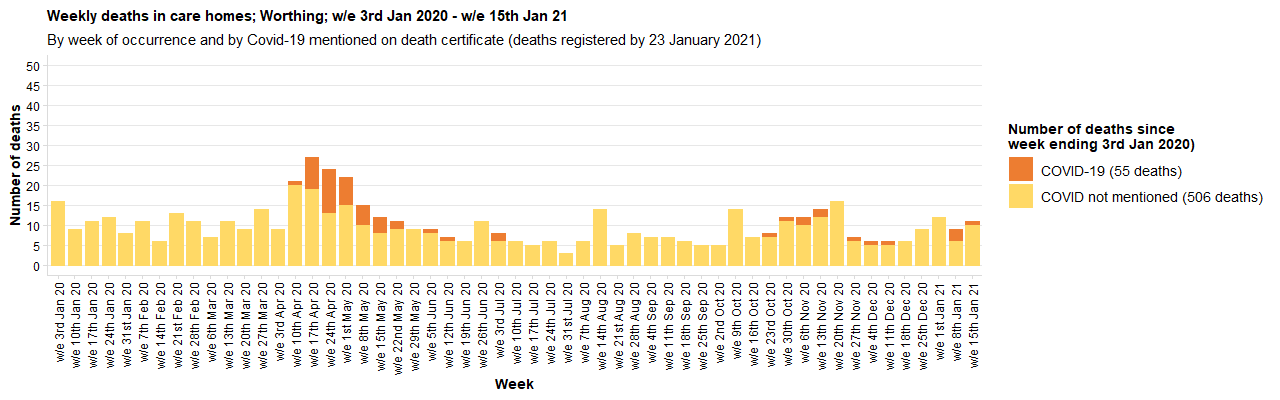 Weekly deaths in care homes; Worthing; w/e 3rd Jan 2020 - w/e 15th Jan 21
By week of occurrence and by Covid-19 mentioned on death certificate (deaths registered by 23 January 2021)
Number of deaths
50
45
40
35
30
25
20
15
10
5
0
w/e 3rd Jan 20
w/e 10th Jan 20
w/e 17th Jan 20
w/e 24th Jan 20
w/e 31st Jan 20
w/e 7th Feb 20
w/e 14th Feb 20
w/e 21st Feb 20
w/e 28th Feb 20
w/e 6th Mar 20
w/e 13th Mar 20
w/e 20th Mar 20
w/e 27th Mar 20
w/e 3rd Apr 20
w/e 10th Apr 20
w/e 17th Apr 20
w/e 24th Apr 20
w/e 1st May 20
w/e 8th May 20
w/e 15th May 20
w/e 22nd May 20
w/e 29th May 20
w/e 5th Jun 20
w/e 12th Jun 20
w/e 19th Jun 20
w/e 26th Jun 20
w/e 3rd Jul 20
w/e 10th Jul 20
w/e 17th Jul 20
w/e 24th Jul 20
w/e 31st Jul 20
w/e 7th Aug 20
w/e 14th Aug 20
w/e 21st Aug 20
w/e 28th Aug 20
w/e 4th Sep 20
w/e 11th Sep 20
w/e 18th Sep 20
w/e 25th Sep 20
w/e 2nd Oct 20
w/e 9th Oct 20
w/e 16th Oct 20
w/e 23rd Oct 20
w/e 30th Oct 20
w/e 6th Nov 20
w/e 13th Nov 20
w/e 20th Nov 20
w/e 27th Nov 20
w/e 4th Dec 20
w/e 11th Dec 20
w/e 18th Dec 20
w/e 25th Dec 20
w/e 1st Jan 21
w/e 8th Jan 21
w/e 15th Jan 21
Week
Number of deaths since
week ending 3rd Jan 2020)
COVID-19 (55 deaths)
COVID not mentioned (506 deaths)